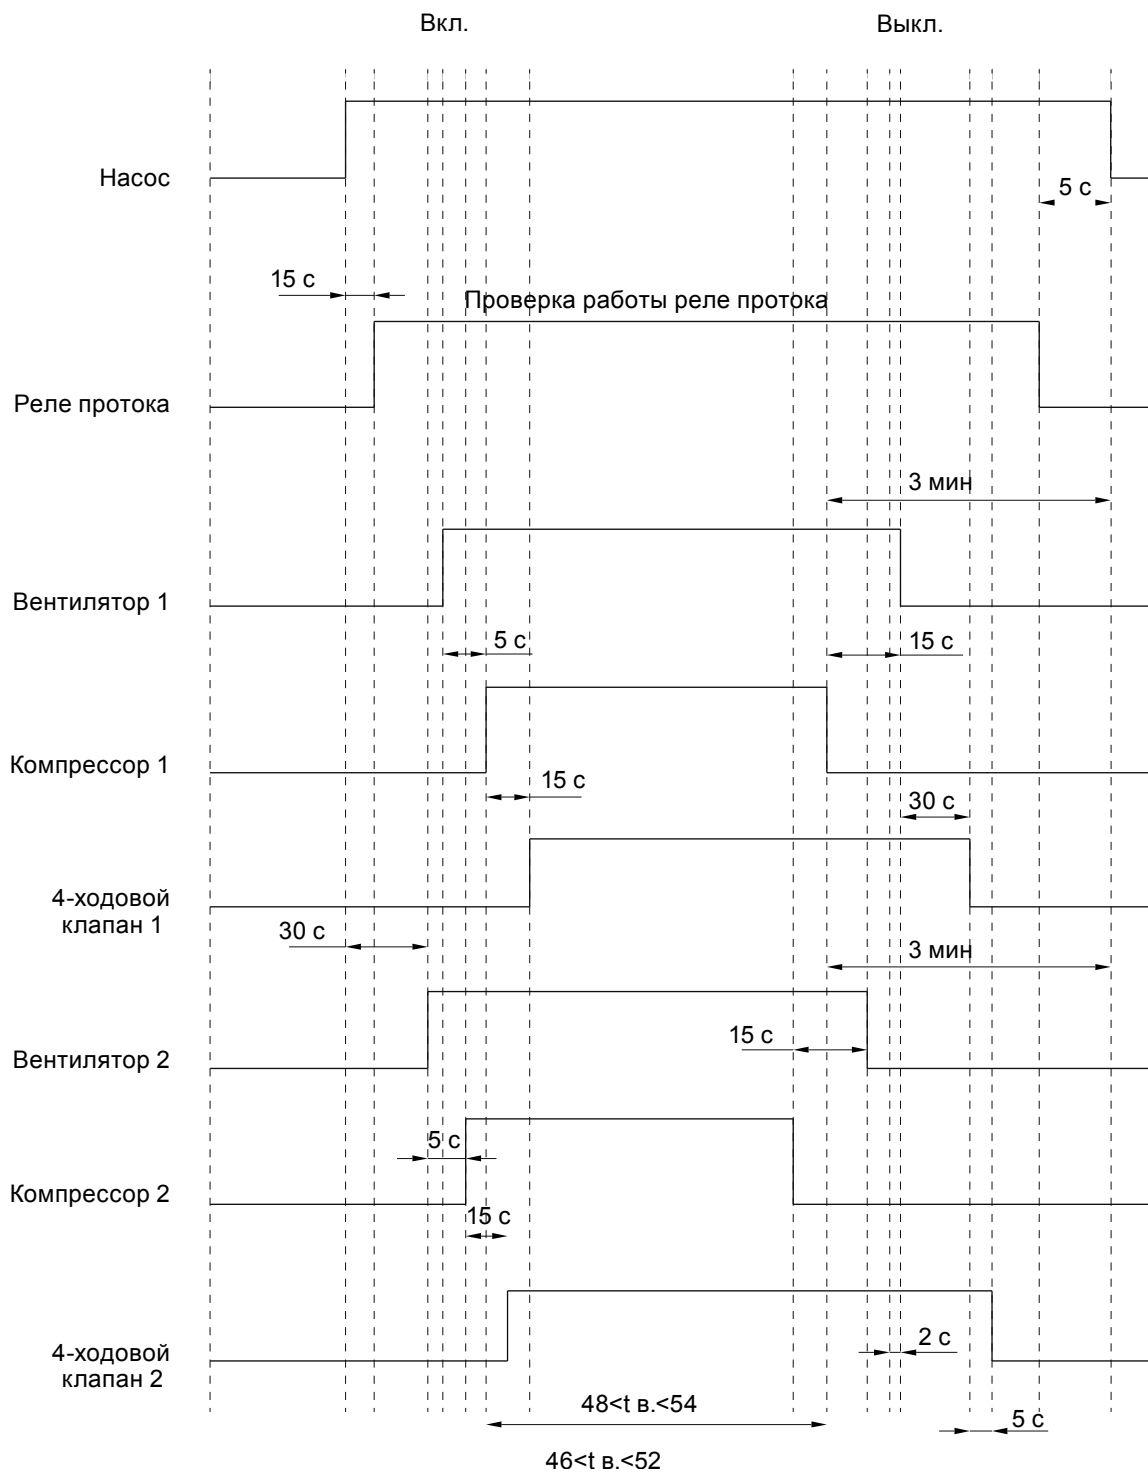 Вкл.
Выкл.
Насос
5 с
15 с
Проверка работы реле протока
Реле протока
3 мин
Вентилятор 1
5 с
15 с
Компрессор 1
15 с
30 с
4-ходовой
клапан 1
30 с
3 мин
15 с
Вентилятор 2
5 с
Компрессор 2
15 с
2 с
4-ходовой
клапан 2
48<t в.<54
5 с
46<t в.<52